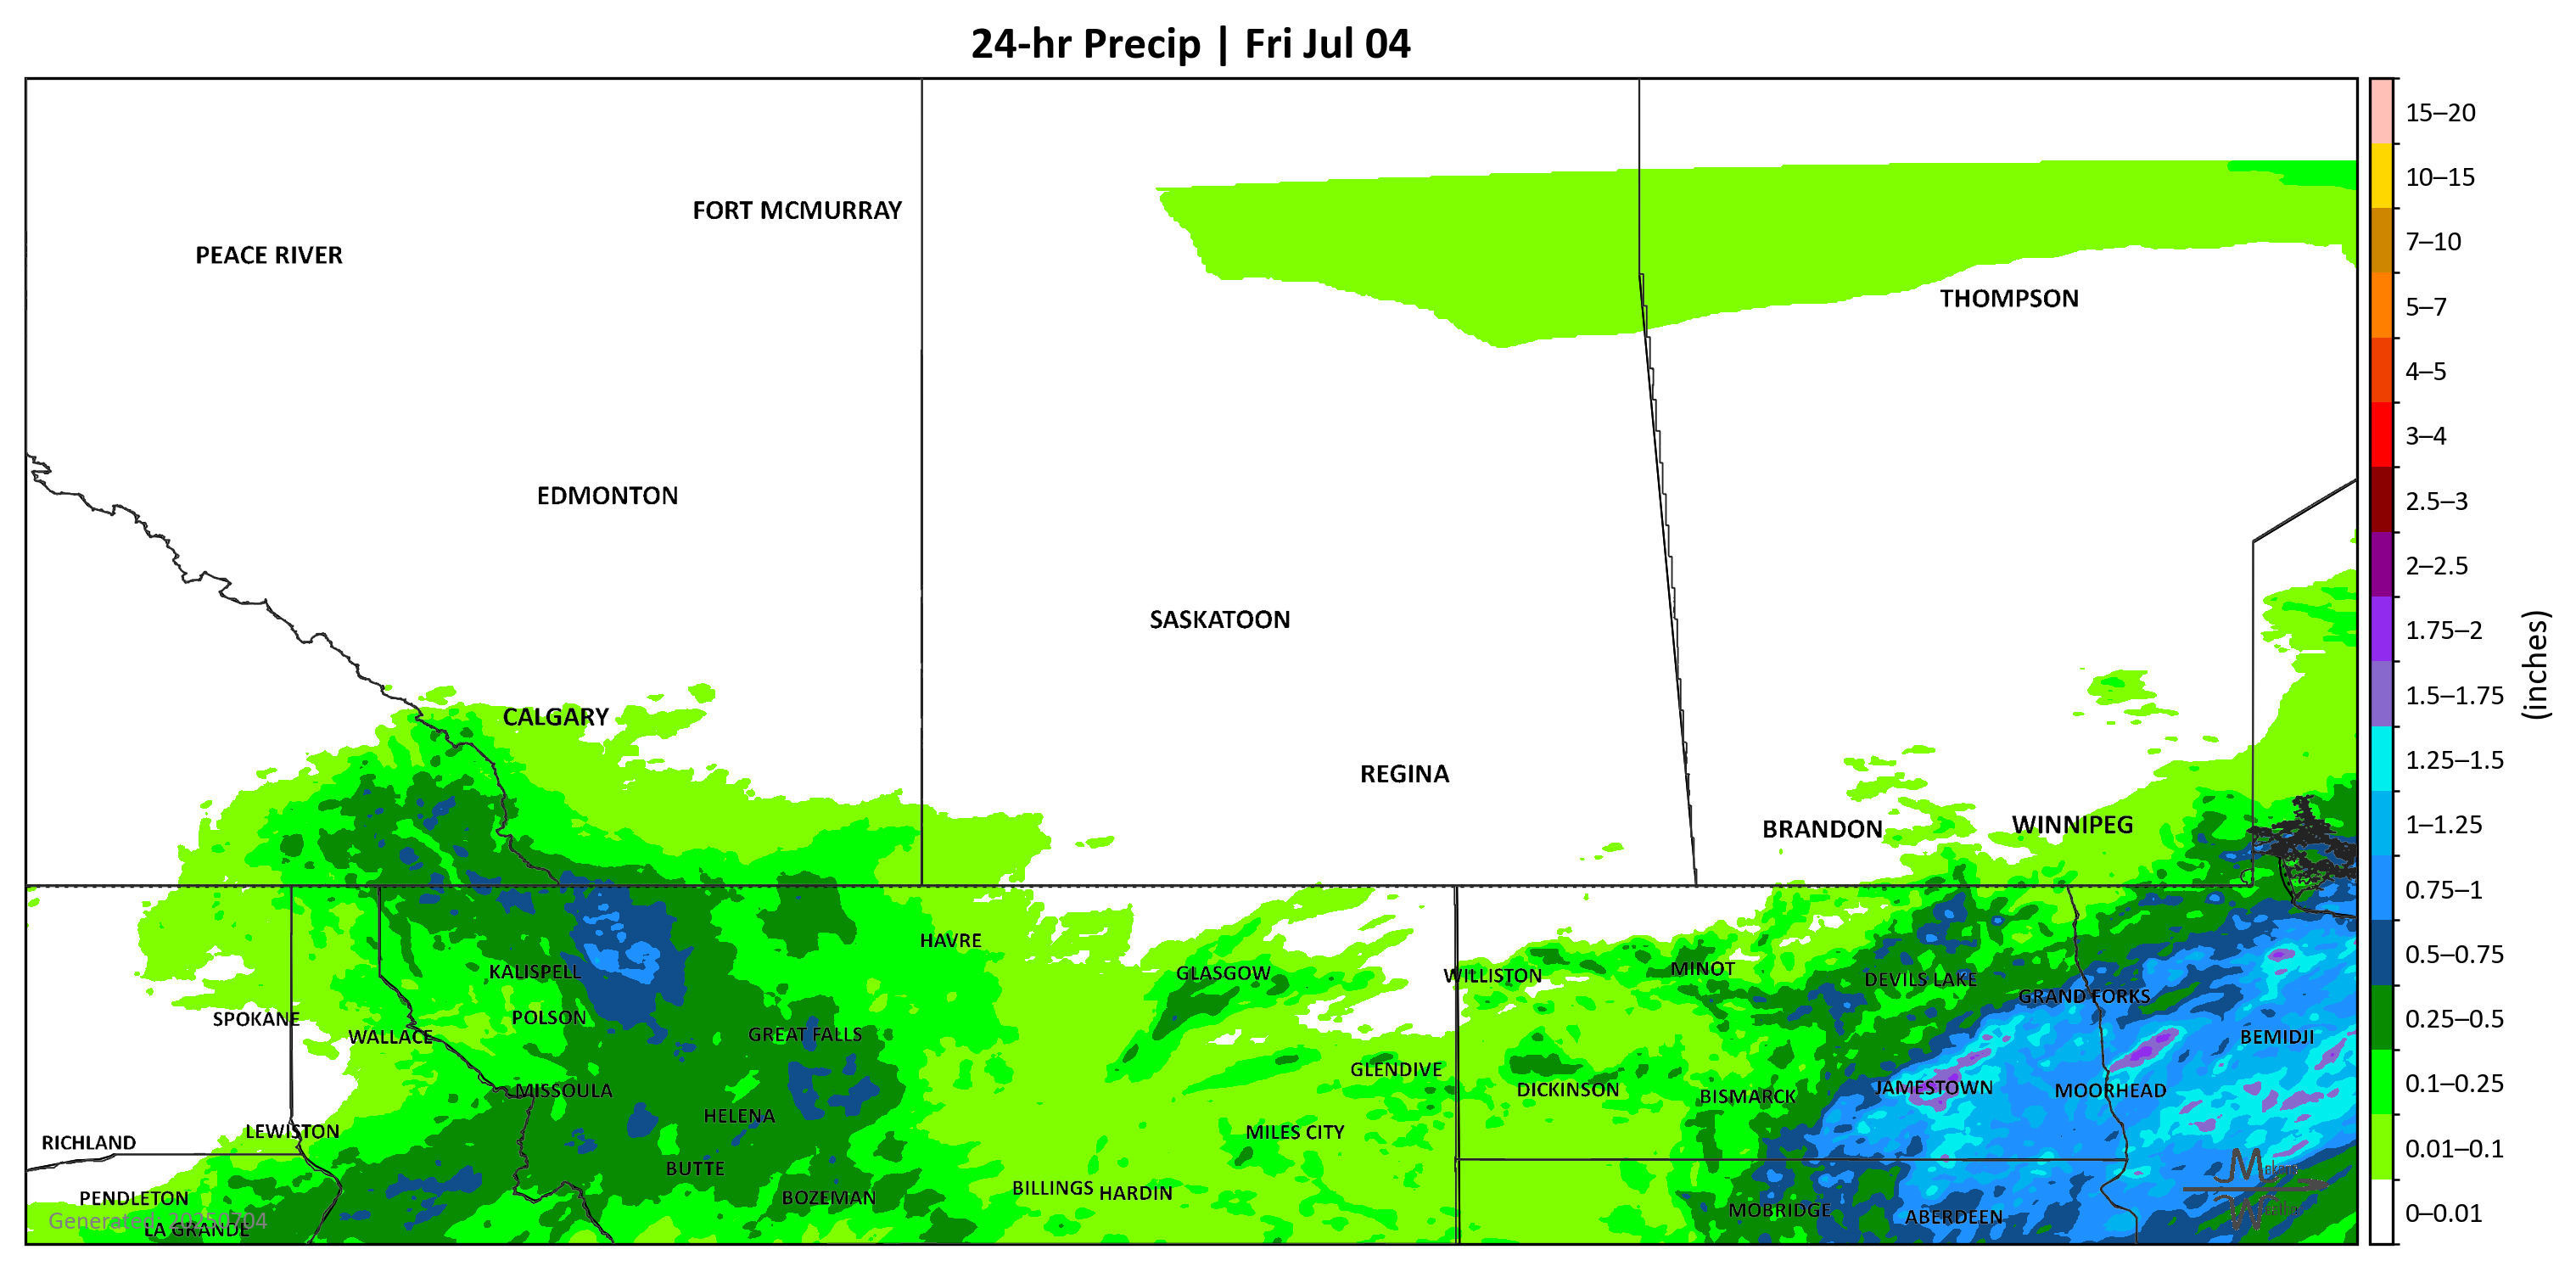 24-hr Precip | Fri Jul 04
15–20
10–15
FORT MCMURRAY
7–10
PEACE RIVER
THOMPSON
5–7
4–5
3–4
EDMONTON
2.5–3
2–2.5
SASKATOON
1.75–2
(inches)
1.5–1.75
CALGARY
1.25–1.5
REGINA
WINNIPEG
1–1.25
BRANDON
0.75–1
HAVRE
0.5–0.75
MINOT
KALISPELL
GLASGOW
WILLISTON
DEVILS LAKE
GRAND FORKS
POLSON
SPOKANE
0.25–0.5
GREAT FALLS
WALLACE
BEMIDJI
GLENDIVE
0.1–0.25
JAMESTOWN
DICKINSON
MISSOULA
MOORHEAD
BISMARCK
HELENA
LEWISTON
MILES CITY
RICHLAND
0.01–0.1
BUTTE
BILLINGS
HARDIN
PENDLETON
BOZEMAN
MOBRIDGE
0–0.01
ABERDEEN
Generated: 20250704
LA GRANDE